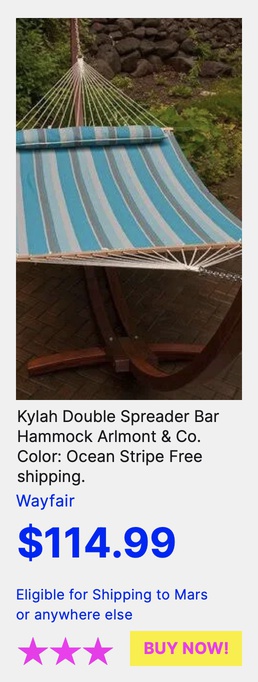 Kylah Double Spreader Bar
Hammock Arlmont & Co.
Color: Ocean Stripe Free
shipping.
Wayfair
$114.99
Eligible for Shipping to Mars
or anywhere else
BUY NOW!